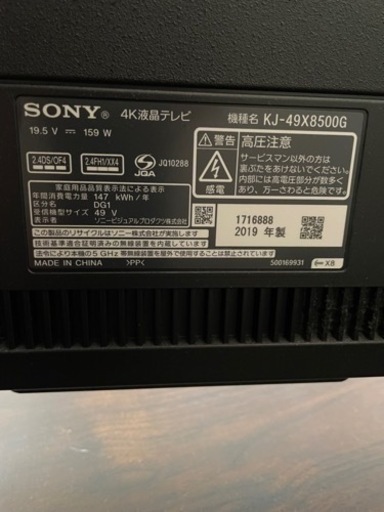 SONY® 4K液晶テレビ 機種名 KJ-49X8500G
19.5 V ⎓ 159 W
2.4DS/OF4 2.4FH1/XX4 JQA JQ10288
家庭用品品質表示法による表示
年間消費電力量 147 kWh／年
区分名 DG1
受信機型サイズ 49 V
ソニービジュアルプロダクツ株式会社
警告 高圧注意
感電
サービスマン以外の方は
裏ぶたをあけないでください。
内部には高電圧部分が数多く
あり、万一さわると危険です。
1716888
2019 年製
この製品のリサイクルはソニー株式会社が実施します。
技術基準適合証明済みの無線装置を内蔵しています。
法令により本機の5 GHz 帯無線装置を屋外で使用することは禁止されています。
MADE IN CHINA >PP< 500169931 XB